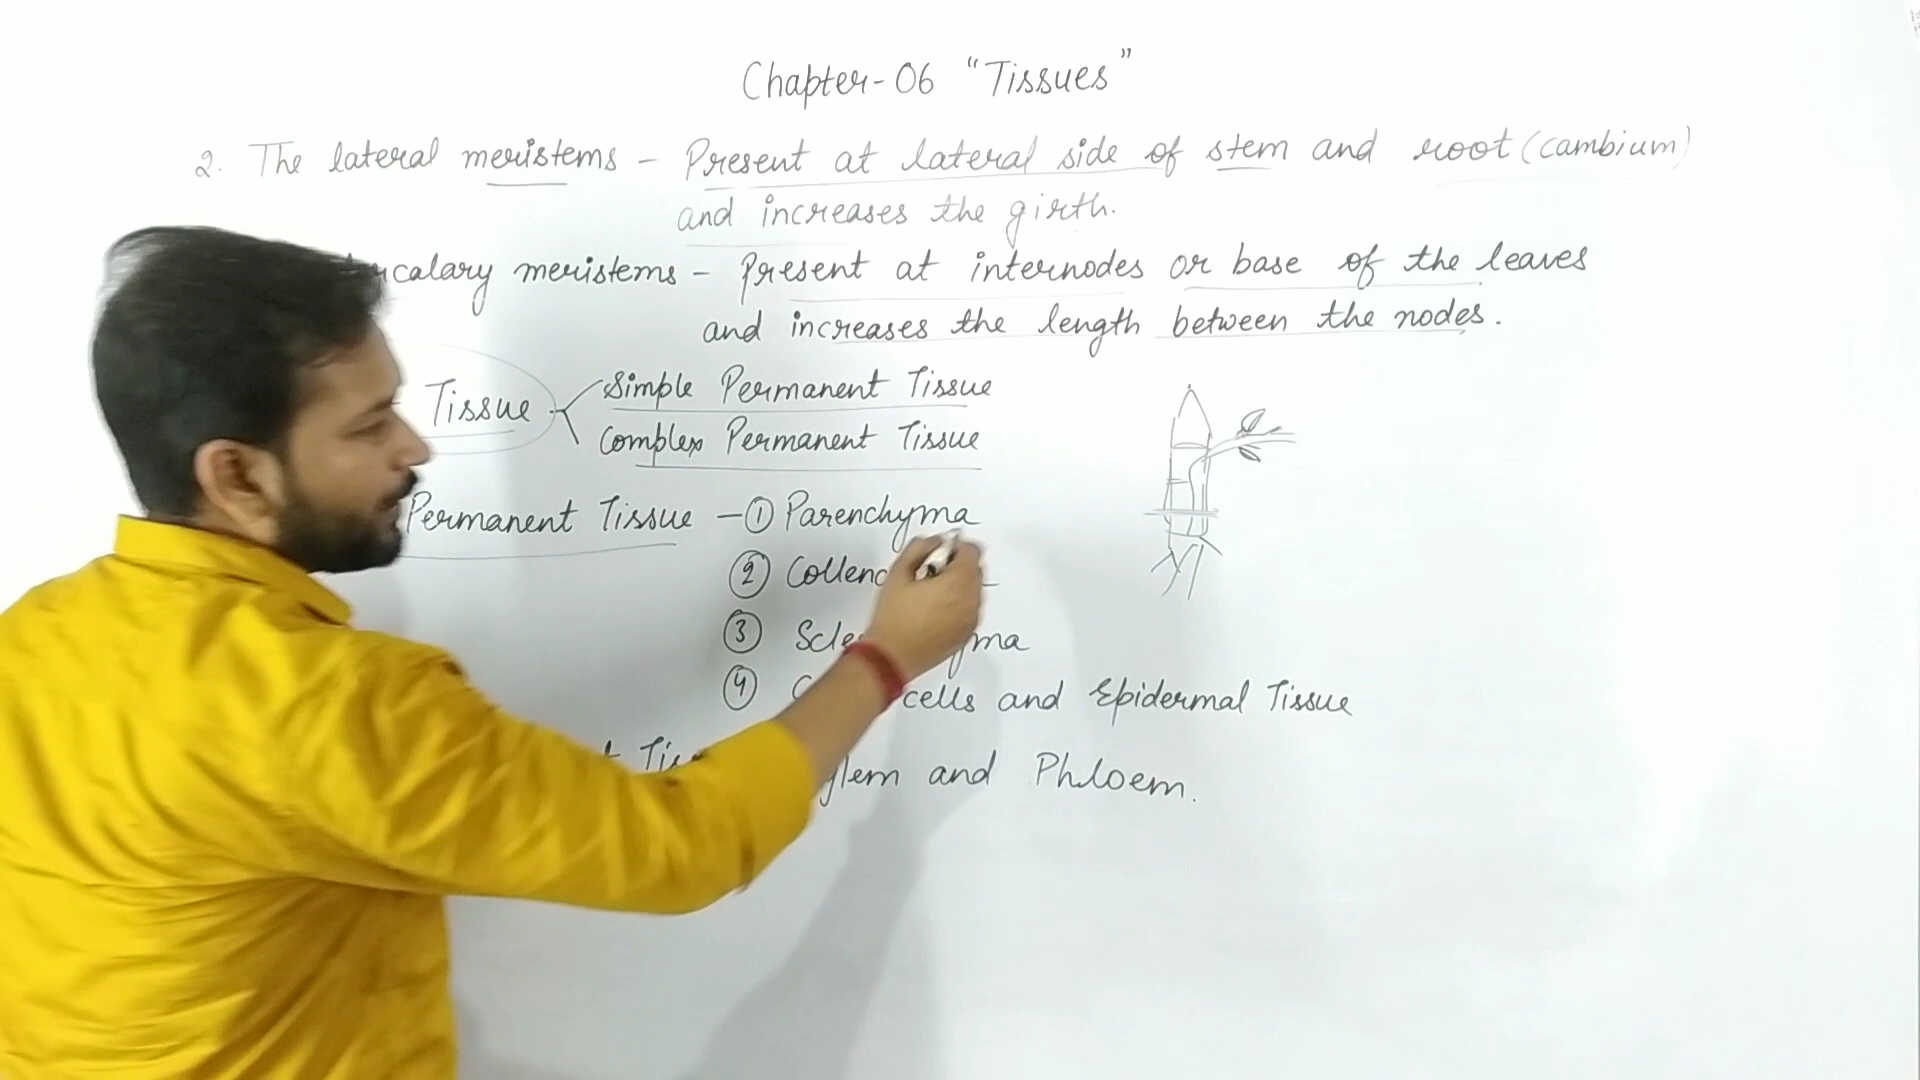 Chapter-06 "Tissues"
2. The lateral meristems - Present at lateral side of stem and root (cambium)
and increases the girth.
meristems - Present at internodes or base of the leaves
and increases the length between the nodes.
Tissue
Simple Permanent Tissue
Complex Permanent Tissue
Permanent Tissue - ① Parenchyma
②
③
④ cells and Epidermal Tissue
and Phloem.